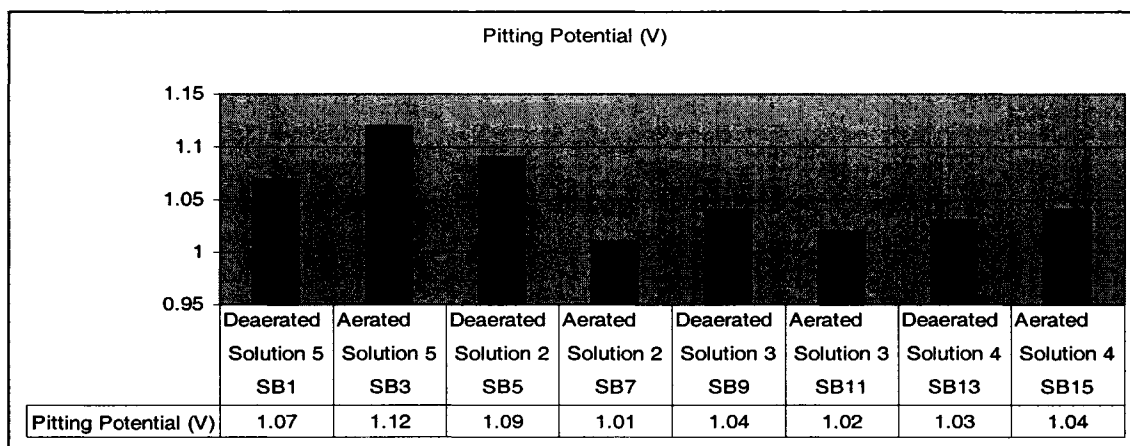 Pitting Potential (V)
1.15
1.1
1.05
1
0.95
Deaerated Aerated Deaerated Aerated Deaerated Aerated Deaerated Aerated
Solution 5 Solution 5 Solution 2 Solution 2 Solution 3 Solution 3 Solution 4 Solution 4
SB1 SB3 SB5 SB7 SB9 SB11 SB13 SB15
Pitting Potential (V) 1.07 1.12 1.09 1.01 1.04 1.02 1.03 1.04